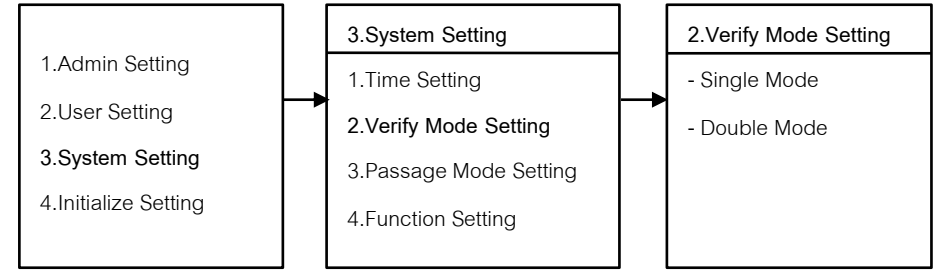 1.Admin Setting
2.User Setting
3.System Setting
4.Initialize Setting
3.System Setting
1.Time Setting
2.Verify Mode Setting
3.Passage Mode Setting
4.Function Setting
2.Verify Mode Setting
- Single Mode
- Double Mode